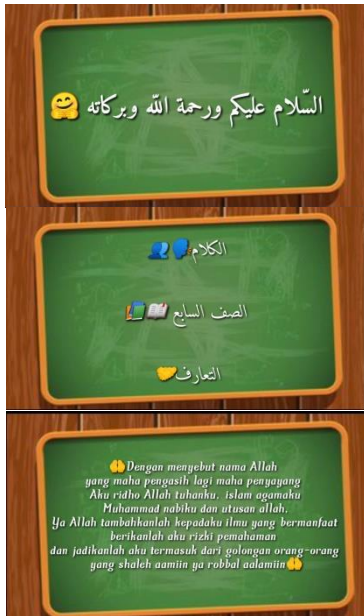 السّلام عليكم ورحمة الله وبركاته 🤗
الكلام🗣️👥
الصف السابع 📖📚
التعارف🤝
🤲Dengan menyebut nama Allah
yang maha pengasih lagi maha penyayang
Aku ridho Allah tuhanku, islam agamaku
Muhammad nabiku dan utusan allah,
Ya Allah tambahkanlah kepadaku ilmu yang bermanfaat
berikanlah aku rizki pemahaman
dan jadikanlah aku termasuk dari golongan orang-orang
yang shaleh aamiin ya robbal aalamiin🤲